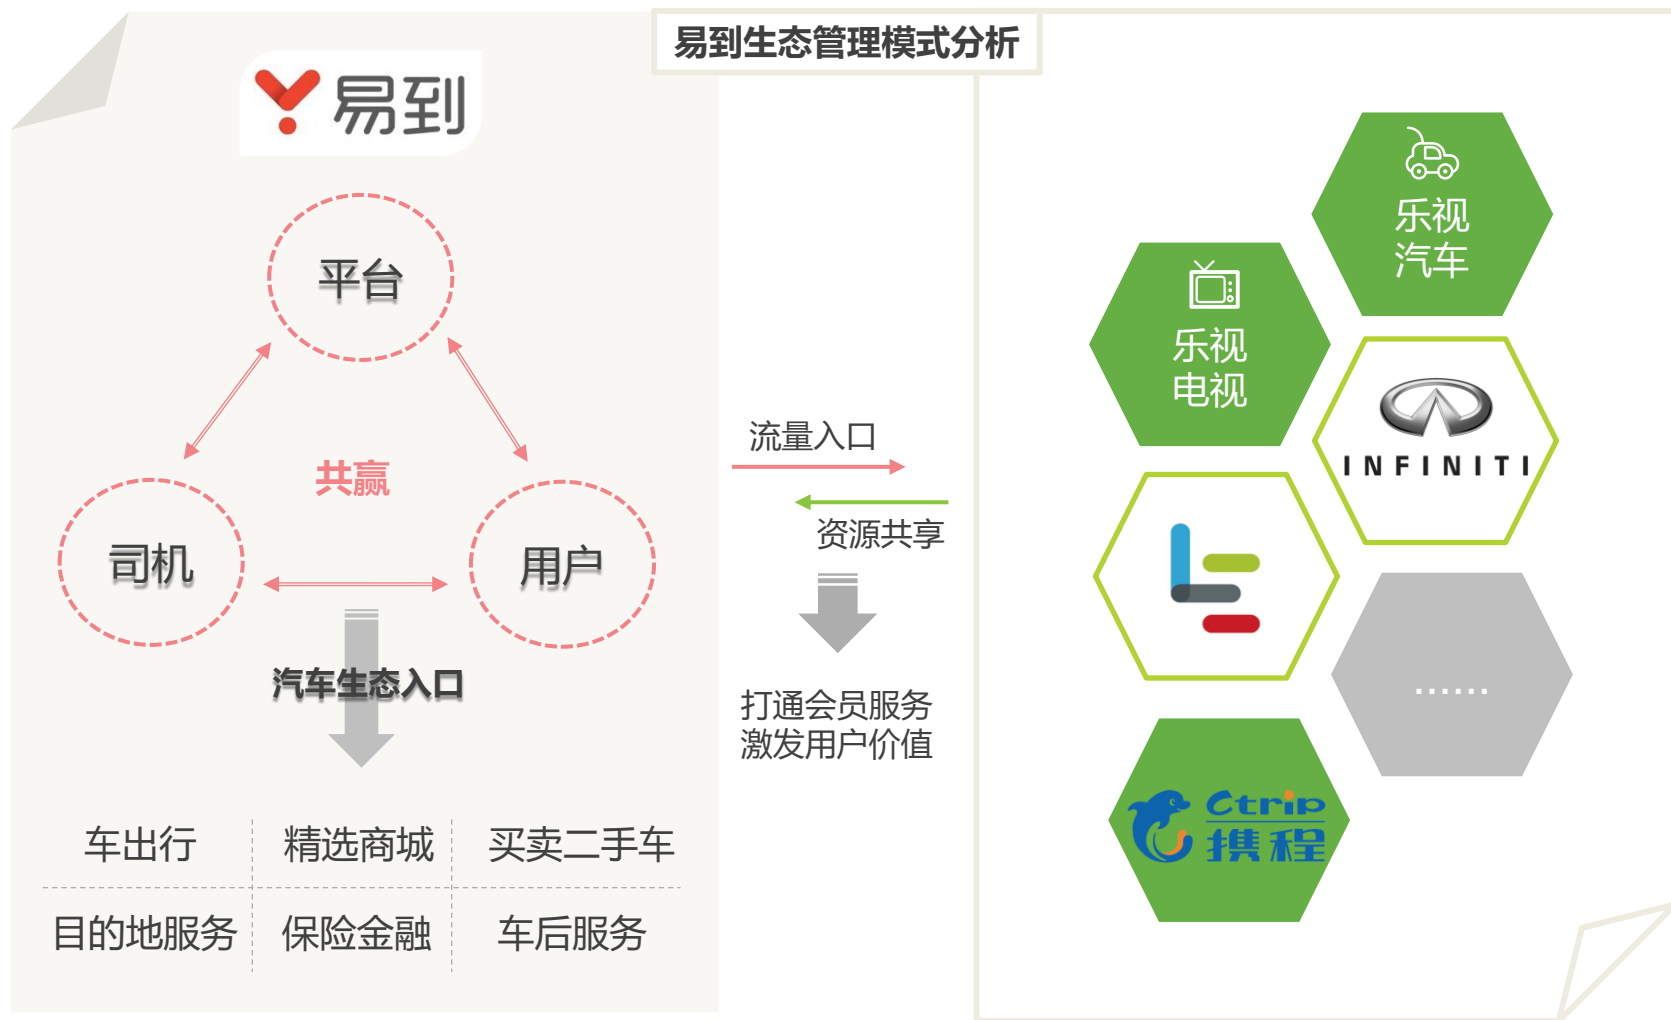 易到生态管理模式分析
易到
平台
共赢
司机
用户
汽车生态入口
车出行
精选商城
买卖二手车
目的地服务
保险金融
车后服务
流量入口
资源共享
打通会员服务
激发用户价值
乐视
汽车
乐视
电视
INFINITI
......
Ctrip
携程